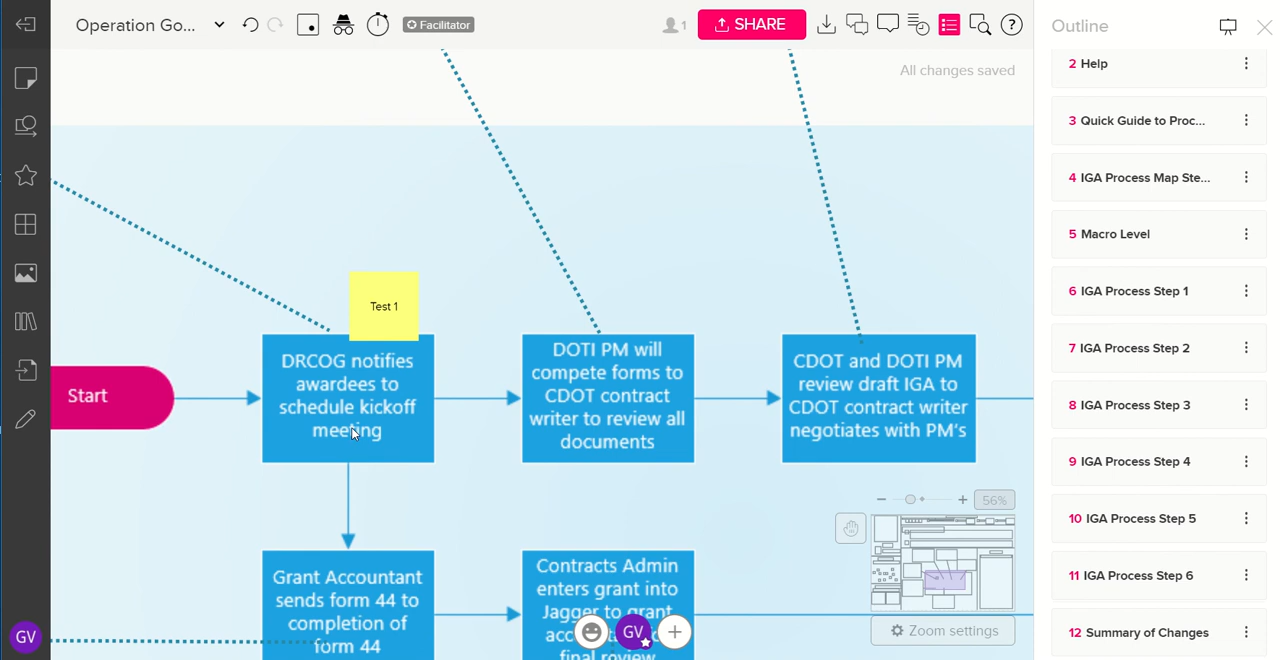 Operation Go...
Facilitator
1
SHARE
?
Outline
All changes saved
2 Help
3 Quick Guide to Proc...
4 IGA Process Map Ste...
5 Macro Level
6 IGA Process Step 1
7 IGA Process Step 2
8 IGA Process Step 3
9 IGA Process Step 4
10 IGA Process Step 5
11 IGA Process Step 6
12 Summary of Changes
Test 1
Start
DRCOG notifies
awardees to
schedule kickoff
meeting
DOTI PM will
compete forms to
CDOT contract
writer to review all
documents
CDOT and DOTI PM
review draft IGA to
CDOT contract writer
negotiates with PM's
Grant Accountant
sends form 44 to
completion of
form 44
Contracts Admin
enters grant into
Jagger to grant
final review
56%
Zoom settings
GV
GV